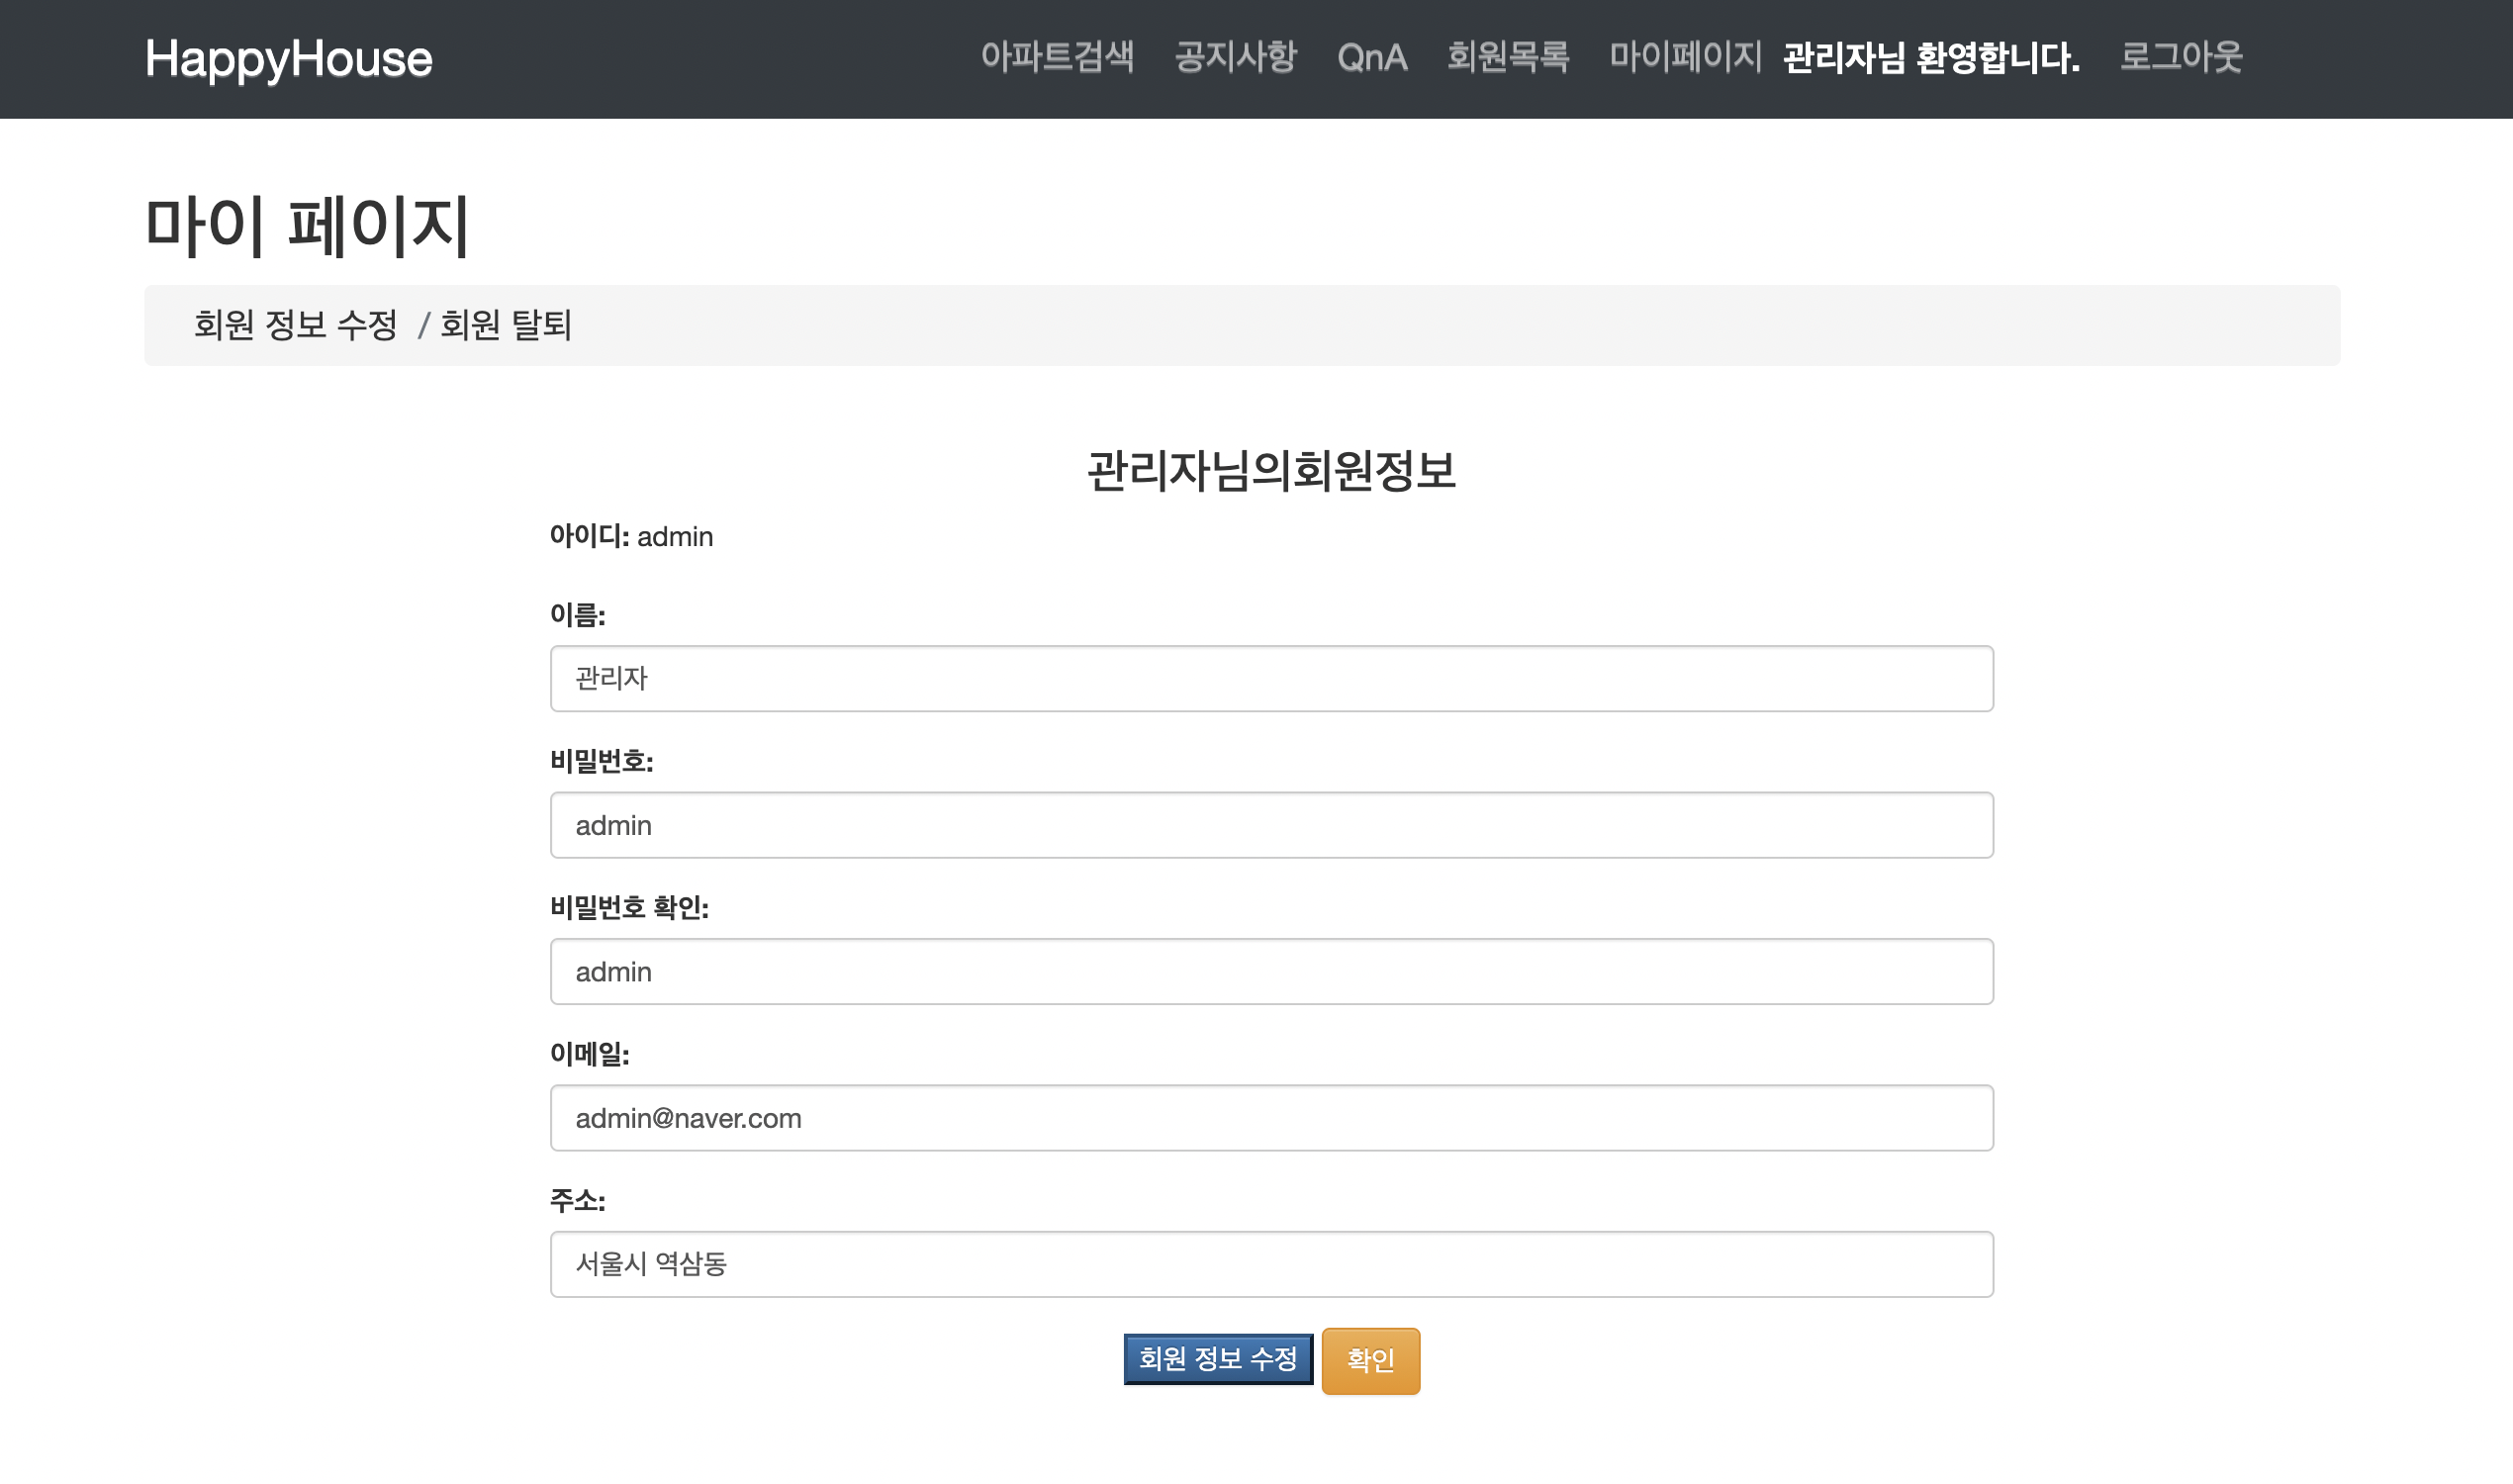 HappyHouse 아파트검색 공지사항 QnA 회원목록 마이페이지 관리자님 환영합니다. 로그아웃
마이 페이지
회원 정보 수정 / 회원 탈퇴
관리자님의회원정보
아이디: admin
이름:
관리자
비밀번호:
admin
비밀번호 확인:
admin
이메일:
admin@naver.com
주소:
서울시 역삼동
회원 정보 수정 확인